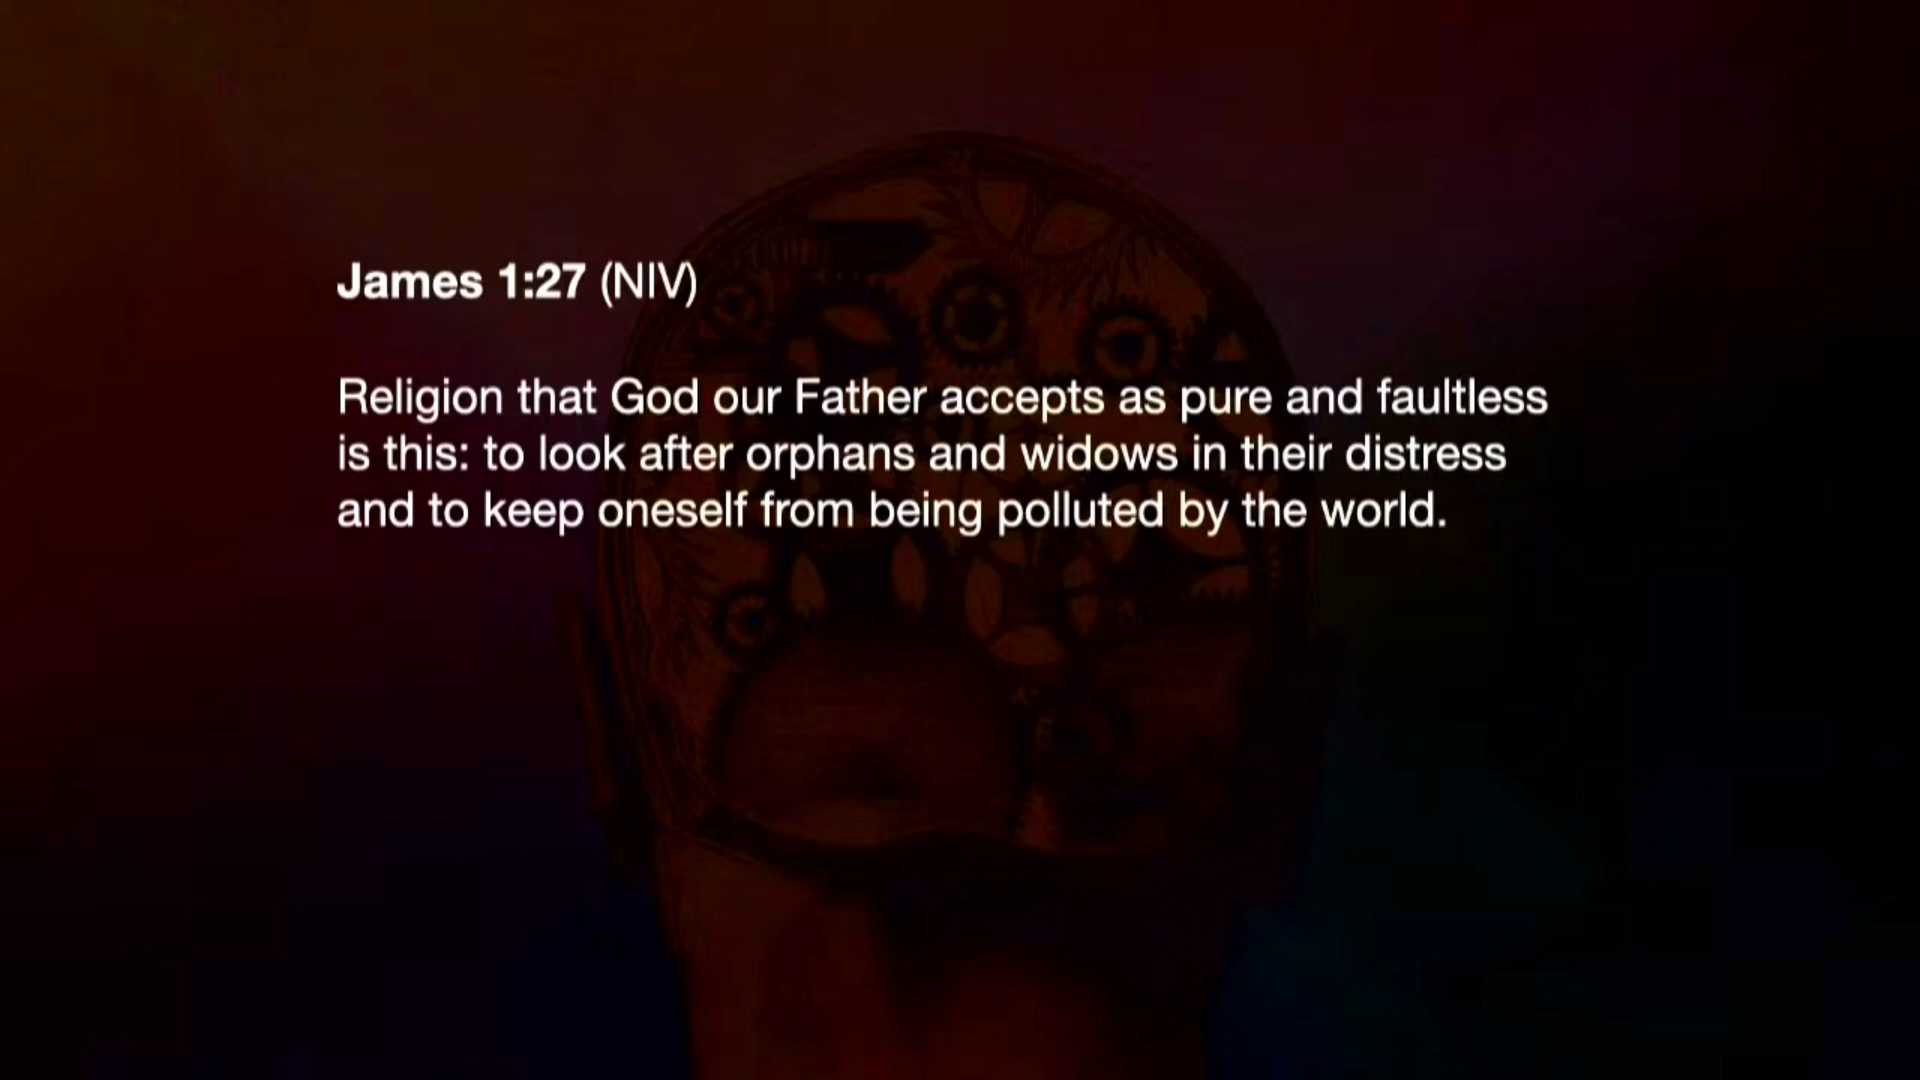 James 1:27 (NIV)
Religion that God our Father accepts as pure and faultless
is this: to look after orphans and widows in their distress
and to keep oneself from being polluted by the world.